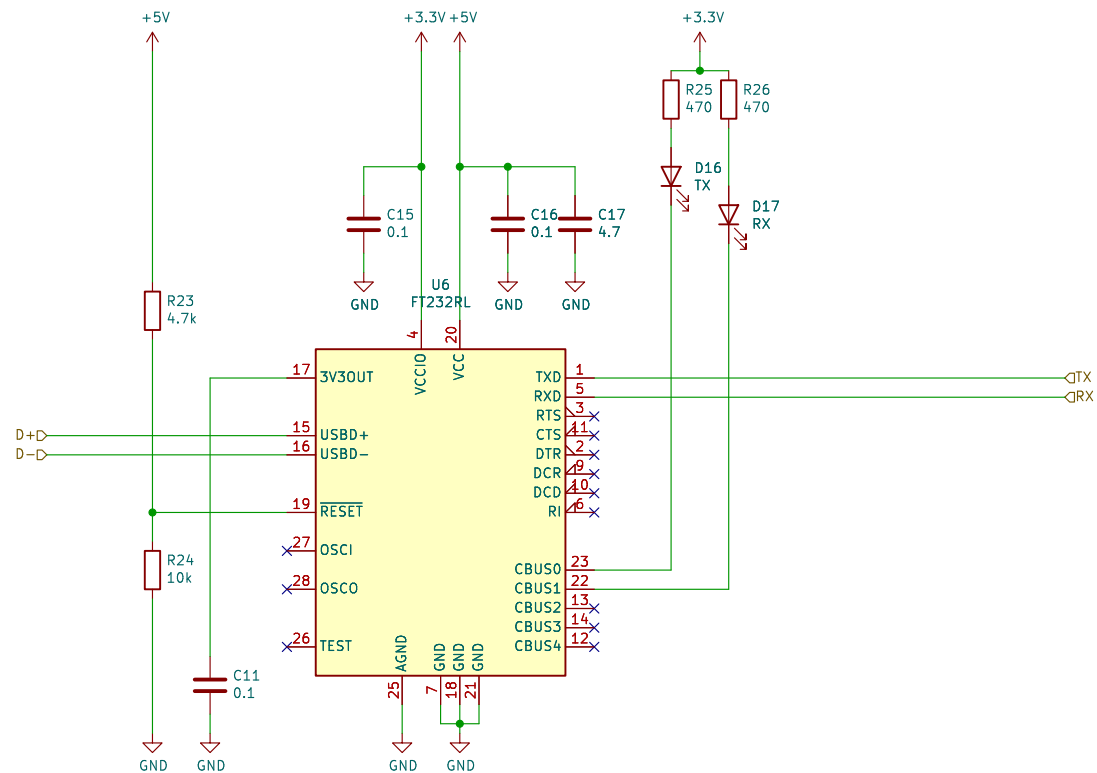 +5V
+3.3V
+5V
+3.3V
R25
470
R26
470
D16
TX
D17
RX
C15
0.1
C16
0.1
C17
4.7
GND
GND
GND
U6
FT232RL
R23
4.7k
4
20
VCCIO
VCC
17
3V3OUT
TXD
1
TX
RXD
5
RX
RTS
3
D+
15
USBD+
CTS
11
D-
16
USBD-
DTR
2
DCR
9
DCD
10
19
RESET
RI
6
27
OSCI
R24
10k
CBUS0
23
28
OSCO
CBUS1
22
CBUS2
13
CBUS3
14
26
TEST
CBUS4
12
AGND
GND
GND
GND
25
7
18
21
C11
0.1
GND
GND
GND
GND